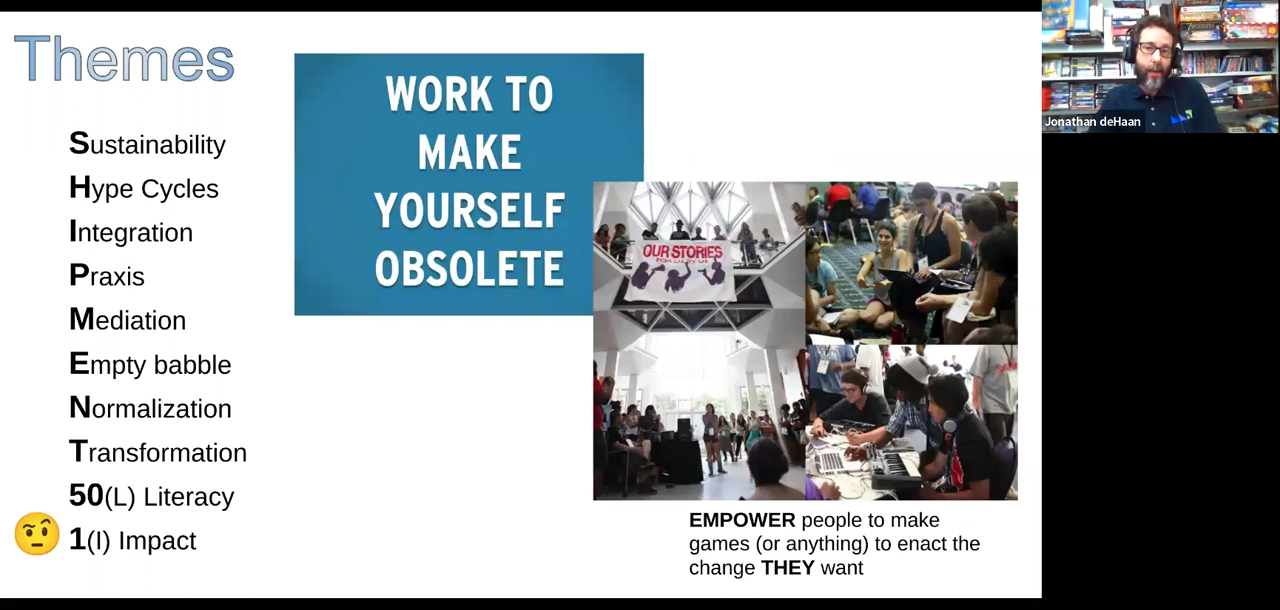 Themes
Sustainability
Hype Cycles
Integration
Praxis
Mediation
Empty babble
Normalization
Transformation
50(L) Literacy
1(I) Impact
WORK TO
MAKE
YOURSELF
OBSOLETE
OUR STORIES
EMPOWER people to make
games (or anything) to enact the
change THEY want
Jonathan deHaan